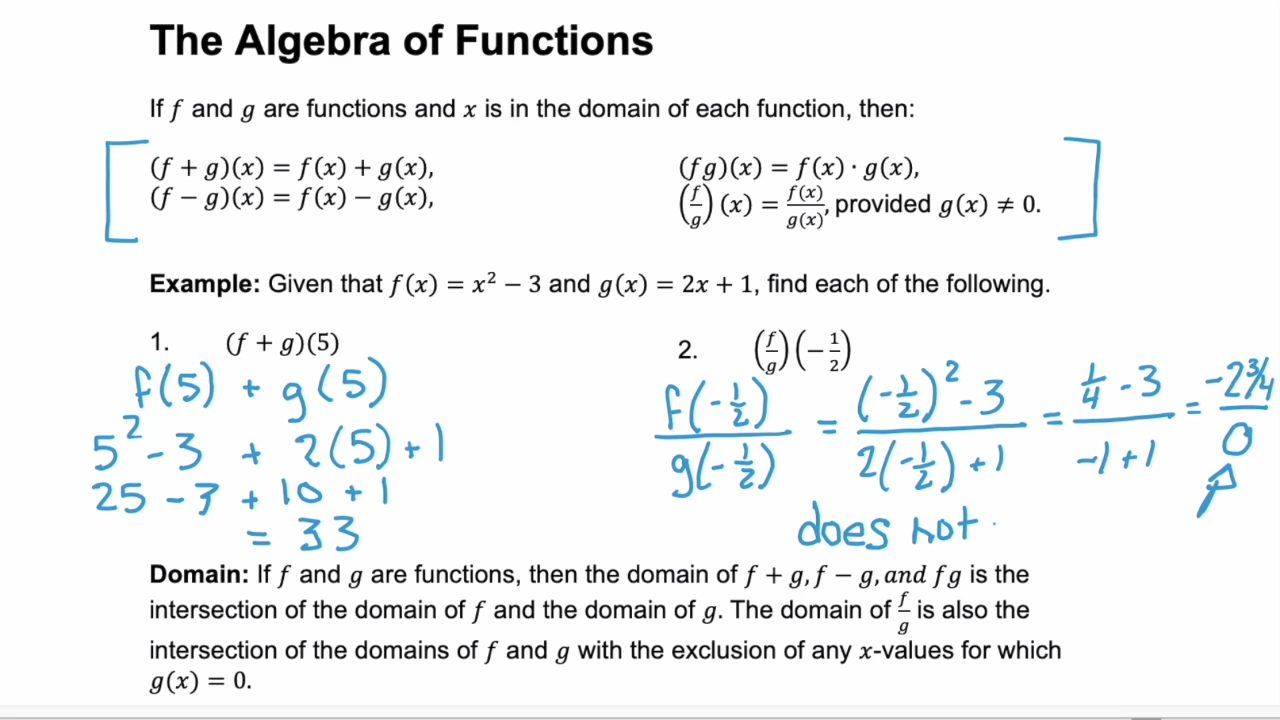 The Algebra of Functions
If f and g are functions and x is in the domain of each function, then:
(f + g)(x) = f(x) + g(x),
(f − g)(x) = f(x) − g(x),
(fg)(x) = f(x) · g(x),
(f/g)(x) = f(x)/g(x), provided g(x) ≠ 0.
Example: Given that f(x) = x² − 3 and g(x) = 2x + 1, find each of the following.
1. (f + g)(5)
f(5) + g(5)
5² - 3 + 2(5) + 1
25 - 3 + 10 + 1
= 33
2. (f/g)(−1/2)
f(-1/2)/g(-1/2) = ((-1/2)² - 3)/(2(-1/2) + 1) = (1/4 - 3)/(-1 + 1) = (-2 3/4)/0
does not
Domain: If f and g are functions, then the domain of f + g, f − g, and fg is the
intersection of the domain of f and the domain of g. The domain of f/g is also the
intersection of the domains of f and g with the exclusion of any x-values for which
g(x) = 0.